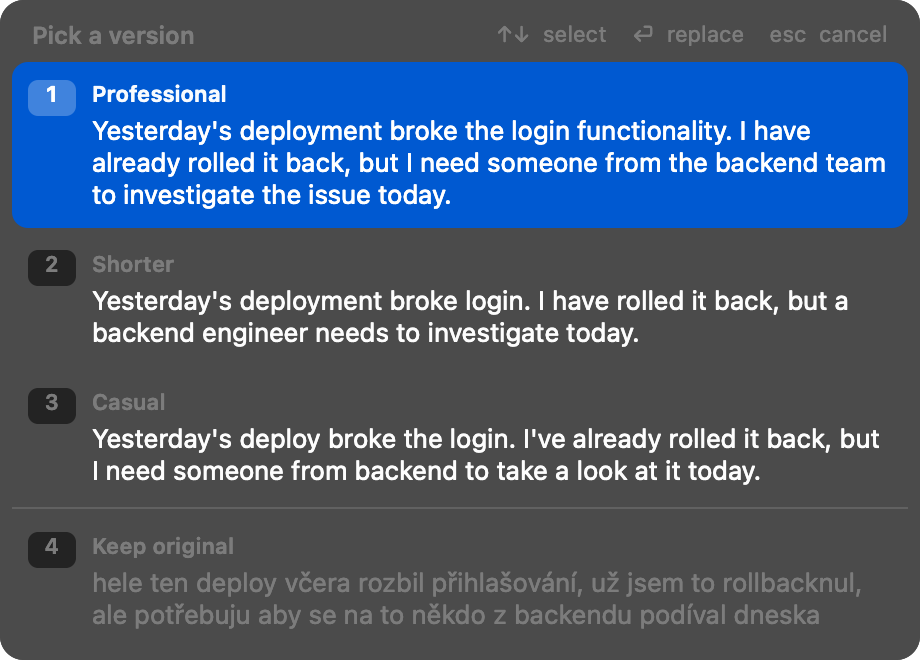 Pick a version ↑↓ select ↩ replace esc cancel
1 Professional
Yesterday's deployment broke the login functionality. I have
already rolled it back, but I need someone from the backend team
to investigate the issue today.
2 Shorter
Yesterday's deployment broke login. I have rolled it back, but a
backend engineer needs to investigate today.
3 Casual
Yesterday's deploy broke the login. I've already rolled it back, but
I need someone from backend to take a look at it today.
4 Keep original
hele ten deploy včera rozbil přihlašování, už jsem to rollbacknul,
ale potřebuju aby se na to někdo z backendu podíval dneska